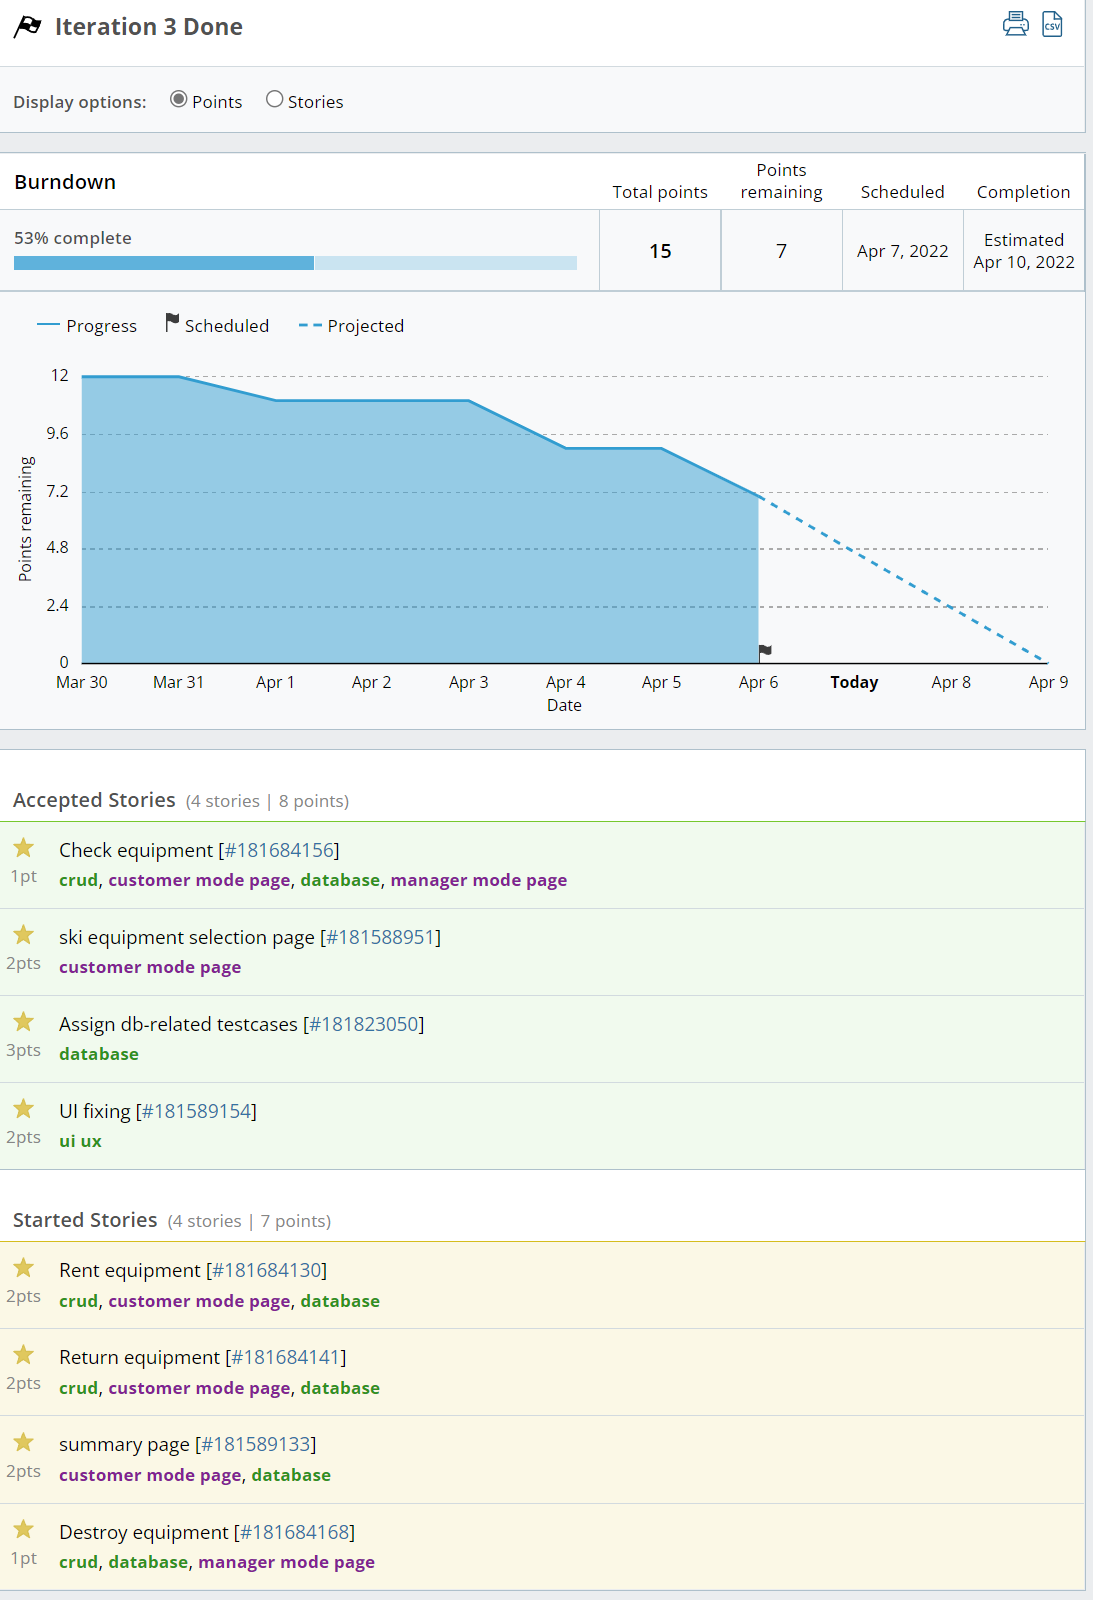 Iteration 3 Done
CSV
Display options: Points Stories
Burndown
Total points
Points remaining
Scheduled
Completion
53% complete
15
7
Apr 7, 2022
Estimated
Apr 10, 2022
Progress Scheduled Projected
12
9.6
7.2
4.8
2.4
0
Points remaining
Mar 30 Mar 31 Apr 1 Apr 2 Apr 3 Apr 4 Apr 5 Apr 6 Today Apr 8 Apr 9
Date
Accepted Stories (4 stories | 8 points)
Check equipment [#181684156]
1pt
crud, customer mode page, database, manager mode page
ski equipment selection page [#181588951]
2pts
customer mode page
Assign db-related testcases [#181823050]
3pts
database
UI fixing [#181589154]
2pts
ui ux
Started Stories (4 stories | 7 points)
Rent equipment [#181684130]
2pts
crud, customer mode page, database
Return equipment [#181684141]
2pts
crud, customer mode page, database
summary page [#181589133]
2pts
customer mode page, database
Destroy equipment [#181684168]
1pt
crud, database, manager mode page